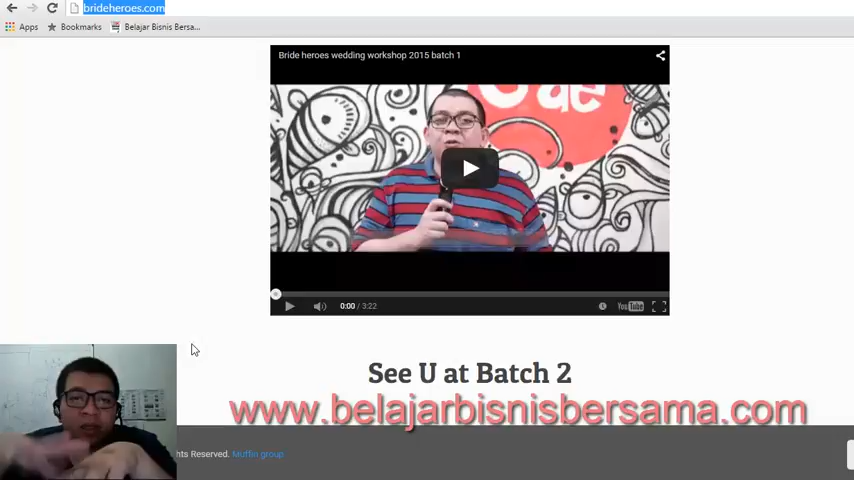 brideheroes.com
Apps
Bookmarks
Belajar Bisnis Bersa...
Bride heroes wedding workshop 2015 batch 1
0:00 / 3:22
YouTube
See U at Batch 2
www.belajarbisnisbersama.com
hts Reserved. Muffin group